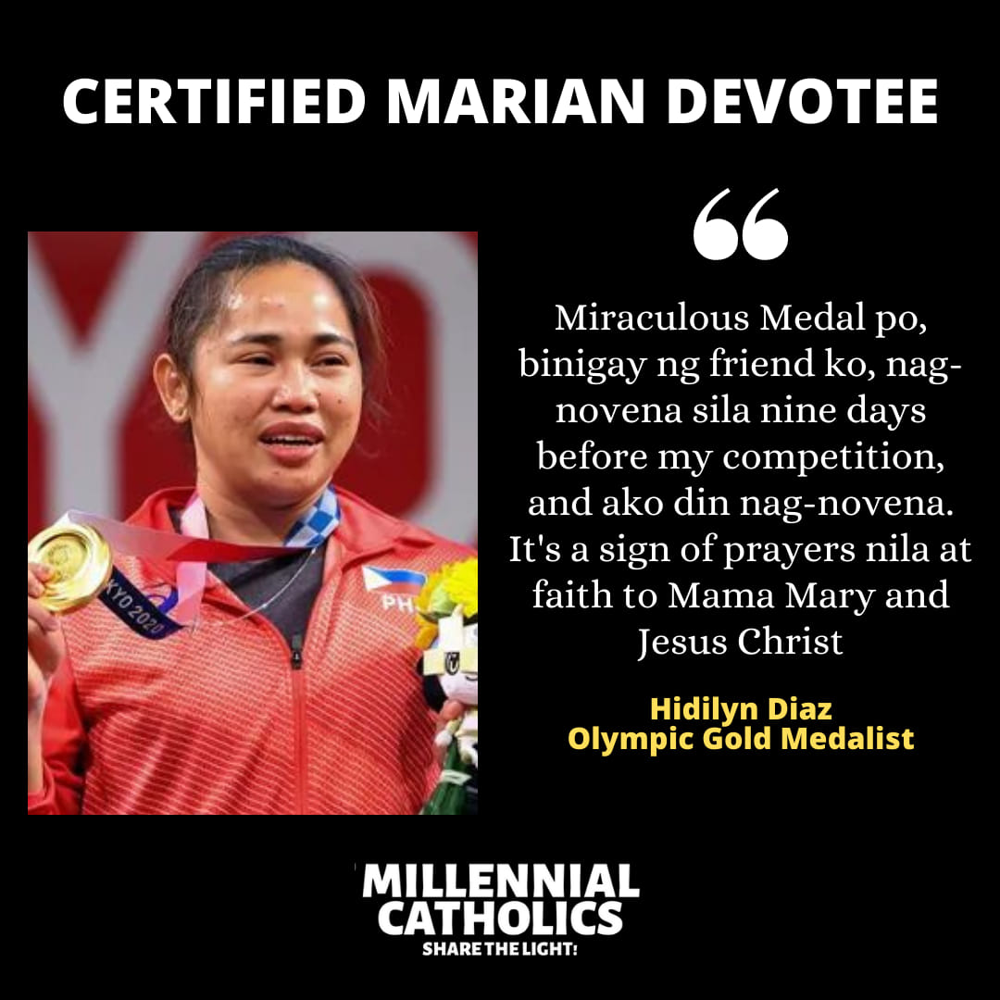 CERTIFIED MARIAN DEVOTEE
“
Miraculous Medal po,
binigay ng friend ko, nag-
novena sila nine days
before my competition,
and ako din nag-novena.
It's a sign of prayers nila at
faith to Mama Mary and
Jesus Christ
Hidilyn Diaz
Olympic Gold Medalist
YO
PH
KYO 2020
MILLENNIAL
CATHOLICS
SHARE THE LIGHT!